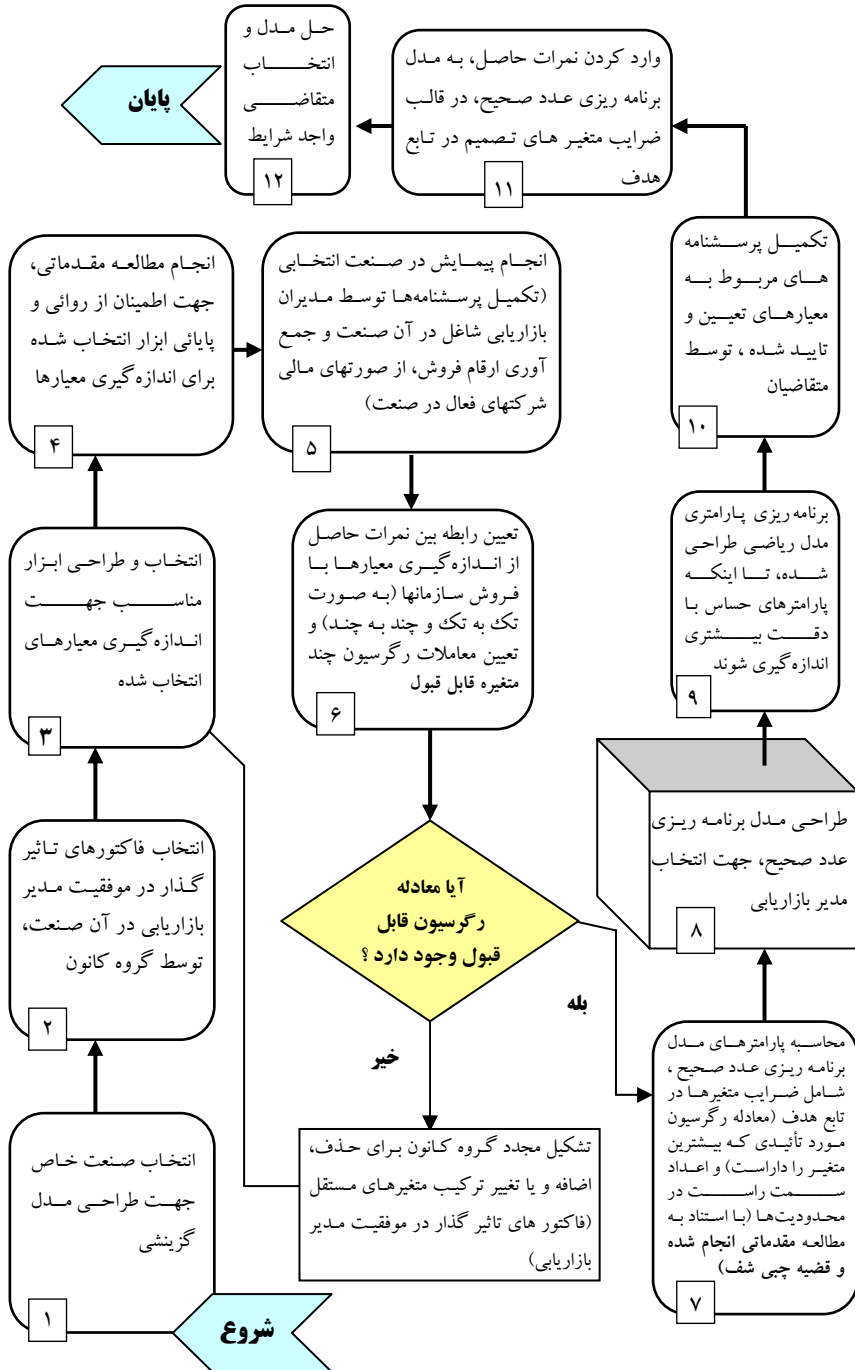 شروع
انتخاب صنعت خاص
جهت طراحی مدل
گزینشی
۱
انتخاب فاکتورهای تاثیر
گذار در موفقیت مدیر
بازاریابی در آن صنعت،
توسط گروه کانون
۲
انتخاب و طراحی ابزار
مناسب جهت
اندازه‌گیری معیارهای
انتخاب شده
۳
انجام مطالعه مقدماتی،
جهت اطمینان از روائی و
پایائی ابزار انتخاب شده
برای اندازه‌گیری معیارها
۴
انجام پیمایش در صنعت انتخابی
(تکمیل پرسشنامه‌ها توسط مدیران
بازاریابی شاغل در آن صنعت و جمع
آوری ارقام فروش، از صورتهای مالی
شرکتهای فعال در صنعت)
۵
تعیین رابطه بین نمرات حاصل
از اندازه‌گیری معیارها با
فروش سازمانها (به صورت
تک به تک و چند به چند) و
تعیین معاملات رگرسیون چند
متغیره قابل قبول
۶
آیا معادله
رگرسیون قابل
قبول وجود دارد ؟
بله
خیر
تشکیل مجدد گروه کانون برای حذف،
اضافه و یا تغییر ترکیب متغیرهای مستقل
(فاکتور های تاثیر گذار در موفقیت مدیر
بازاریابی)
محاسبه پارامترهای مدل
برنامه ریزی عدد صحیح ،
شامل ضرایب متغیرها در
تابع هدف (معادله رگرسیون
مورد تأئیدی که بیشترین
متغیر را داراست) و اعداد
سمت راست در
محدودیت‌ها (با استناد به
مطالعه مقدماتی انجام شده
و قضیه چبی شف)
۷
طراحی مدل برنامه ریزی
عدد صحیح، جهت انتخاب
مدیر بازاریابی
۸
برنامه ریزی پارامتری
مدل ریاضی طراحی
شده، تا اینکه
پارامترهای حساس با
دقت بیشتری
اندازه‌گیری شوند
۹
تکمیل پرسشنامه
های مربوط به
معیارهای تعیین و
تایید شده ، توسط
متقاضیان
۱۰
وارد کردن نمرات حاصل، به مدل
برنامه ریزی عدد صحیح، در قالب
ضرایب متغیر های تصمیم در تابع
هدف
۱۱
حل مدل و
انتخاب
متقاضی
واجد شرایط
۱۲
پایان